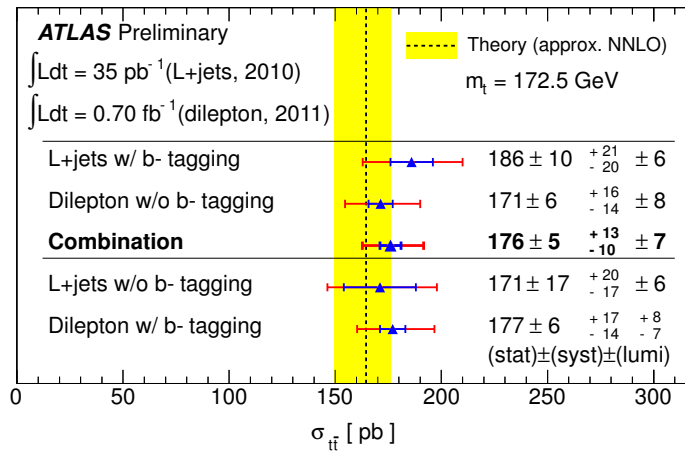 ATLAS Preliminary
∫Ldt = 35 pb⁻¹(L+jets, 2010)
∫Ldt = 0.70 fb⁻¹(dilepton, 2011)
Theory (approx. NNLO)
mₜ = 172.5 GeV
L+jets w/ b- tagging 186 ± 10 + 21 - 20 ± 6
Dilepton w/o b- tagging 171 ± 6 + 16 - 14 ± 8
Combination 176 ± 5 + 13 - 10 ± 7
L+jets w/o b- tagging 171 ± 17 + 20 - 17 ± 6
Dilepton w/ b- tagging 177 ± 6 + 17 - 14 + 8 - 7
(stat)±(syst)±(lumi)
0 50 100 150 200 250 300
σtt̄ [ pb ]